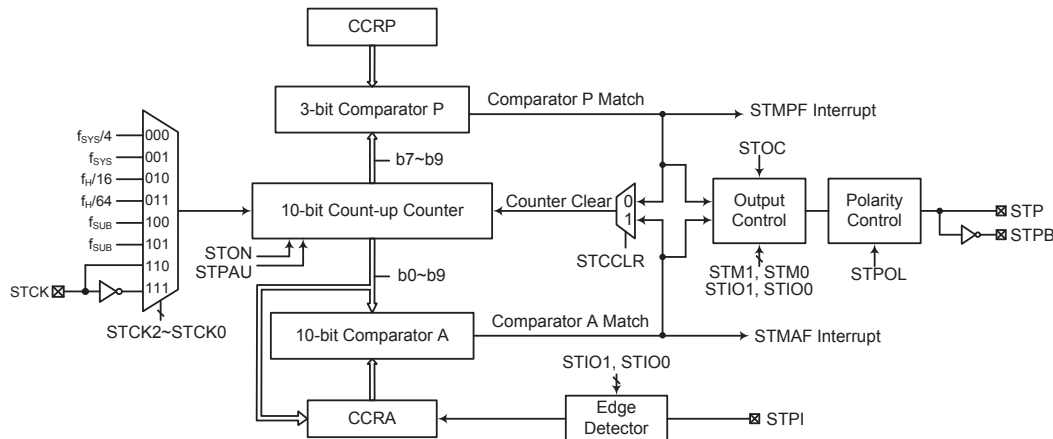 CCRP
3-bit Comparator P
Comparator P Match
STMPF Interrupt
b7~b9
fSYS/4
000
fSYS
001
fH/16
010
fH/64
011
fSUB
100
fSUB
101
110
111
STCK
STCK2~STCK0
10-bit Count-up Counter
STON
STPAU
Counter Clear
0
1
STCCLR
STOC
Output
Control
STM1, STM0
STIO1, STIO0
Polarity
Control
STPOL
STP
STPB
b0~b9
10-bit Comparator A
Comparator A Match
STMAF Interrupt
STIO1, STIO0
CCRA
Edge
Detector
STPI